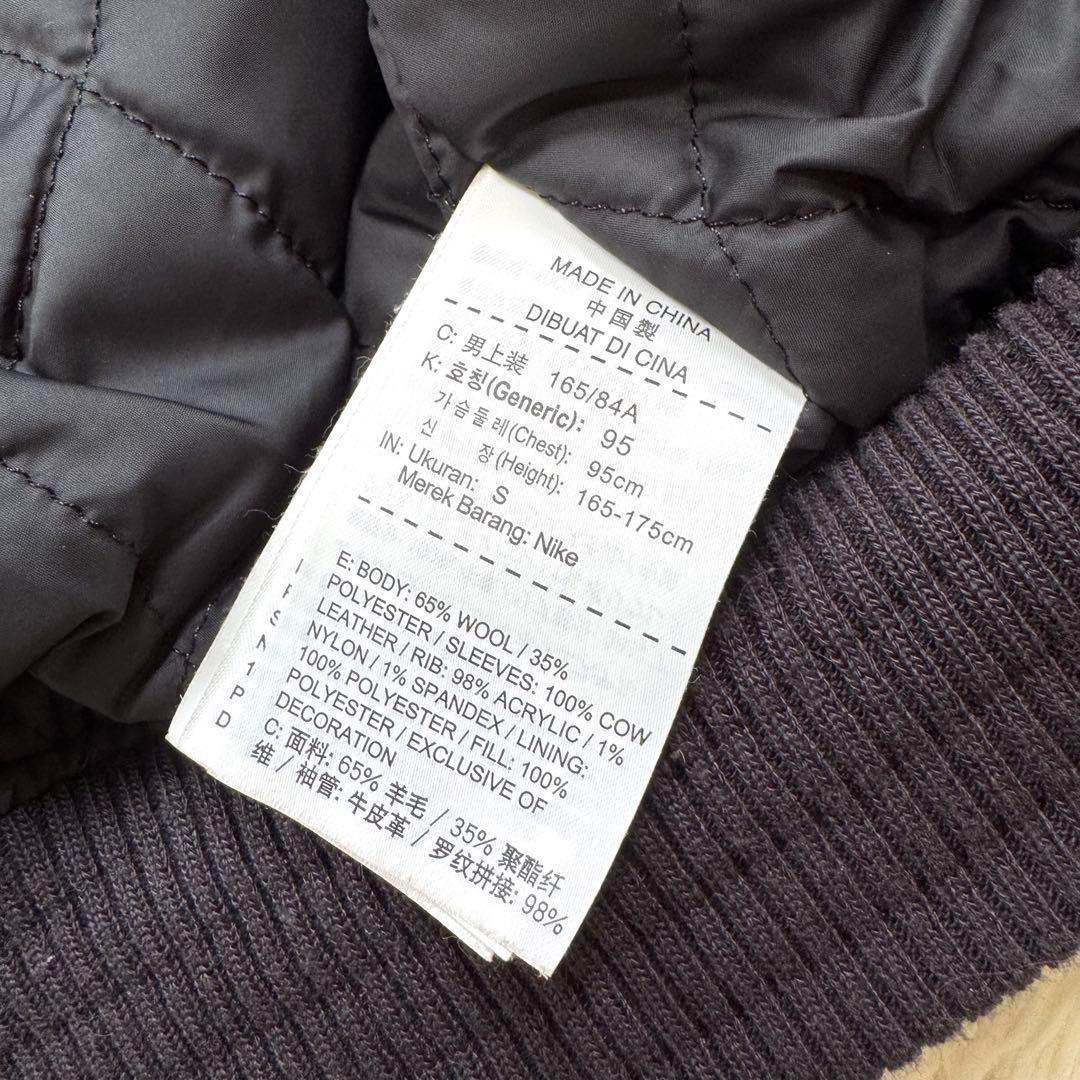 MADE IN CHINA
中国製
DIBUAT DI CINA
C: 男上装 165/84A
K: 호칭(Generic): 95
가슴둘레(Chest): 95cm
신 장(Height): 165-175cm
IN: Ukuran: S
Merek Barang: Nike
E: BODY: 65% WOOL / 35%
POLYESTER / SLEEVES: 100% COW
LEATHER / RIB: 98% ACRYLIC / 1%
NYLON / 1% SPANDEX / LINING:
100% POLYESTER / FILL: 100%
POLYESTER / EXCLUSIVE OF
DECORATION
C: 面料: 65% 羊毛 / 35% 聚酯纤
维 / 袖管: 牛皮革 / 罗纹拼接: 98%